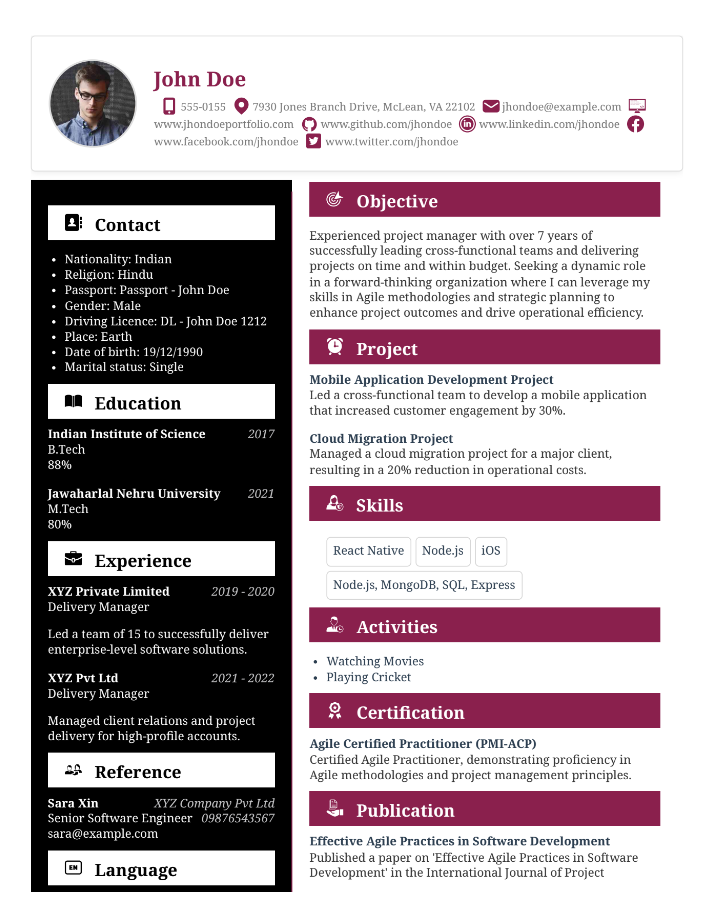 John Doe
555-0155 7930 Jones Branch Drive, McLean, VA 22102 jhondoe@example.com
www.jhondoeportfolio.com www.github.com/jhondoe www.linkedin.com/jhondoe
www.facebook.com/jhondoe www.twitter.com/jhondoe
Contact
• Nationality: Indian
• Religion: Hindu
• Passport: Passport - John Doe
• Gender: Male
• Driving Licence: DL - John Doe 1212
• Place: Earth
• Date of birth: 19/12/1990
• Marital status: Single
Education
Indian Institute of Science 2017
B.Tech
88%
Jawaharlal Nehru University 2021
M.Tech
80%
Experience
XYZ Private Limited 2019 - 2020
Delivery Manager
Led a team of 15 to successfully deliver
enterprise-level software solutions.
XYZ Pvt Ltd 2021 - 2022
Delivery Manager
Managed client relations and project
delivery for high-profile accounts.
Reference
Sara Xin XYZ Company Pvt Ltd
Senior Software Engineer 09876543567
sara@example.com
EN Language
Objective
Experienced project manager with over 7 years of
successfully leading cross-functional teams and delivering
projects on time and within budget. Seeking a dynamic role
in a forward-thinking organization where I can leverage my
skills in Agile methodologies and strategic planning to
enhance project outcomes and drive operational efficiency.
Project
Mobile Application Development Project
Led a cross-functional team to develop a mobile application
that increased customer engagement by 30%.
Cloud Migration Project
Managed a cloud migration project for a major client,
resulting in a 20% reduction in operational costs.
Skills
React Native Node.js iOS
Node.js, MongoDB, SQL, Express
Activities
• Watching Movies
• Playing Cricket
Certification
Agile Certified Practitioner (PMI-ACP)
Certified Agile Practitioner, demonstrating proficiency in
Agile methodologies and project management principles.
Publication
Effective Agile Practices in Software Development
Published a paper on 'Effective Agile Practices in Software
Development' in the International Journal of Project